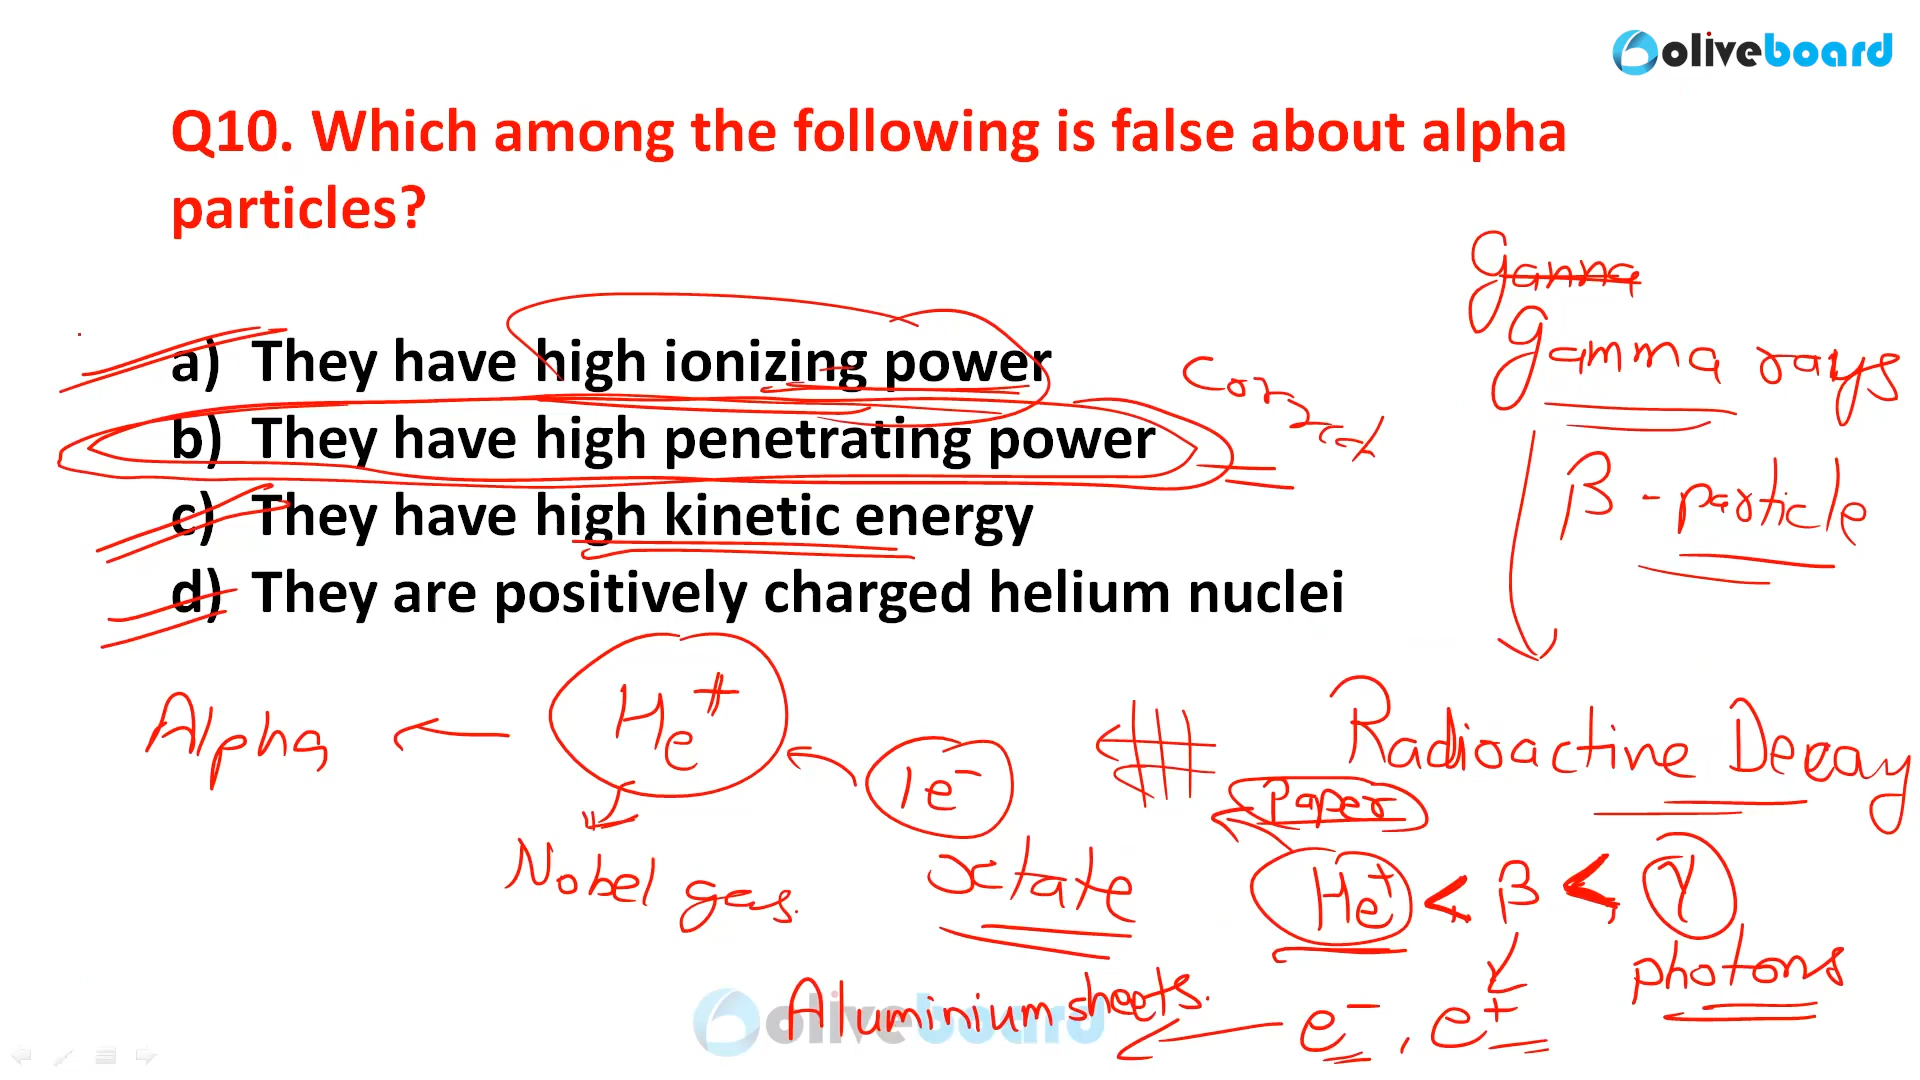 oliveboard
Q10. Which among the following is false about alpha
particles?
Ganna
gamma rays
a) They have high ionizing power
Correct
b) They have high penetrating power
β - particle
c) They have high kinetic energy
d) They are positively charged helium nuclei
Alpha ← He+
1e-
Radioactive Decay
Paper
Nobel gas.
octate
He+ < β < γ
photons
Aluminium sheets.
e-, e+
oliveboard